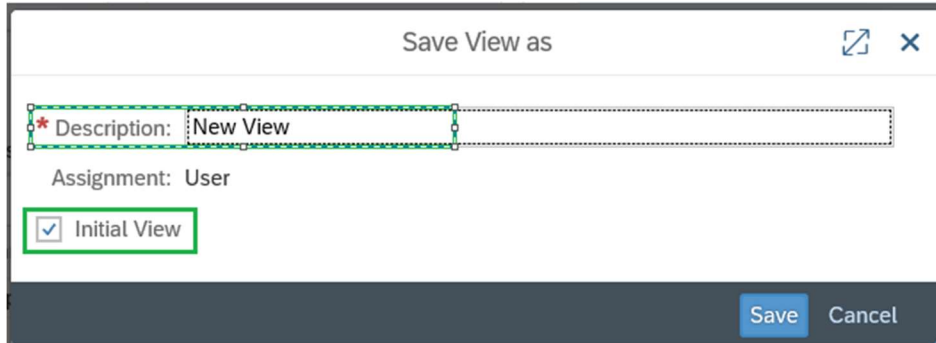 Save View as
* Description: New View
Assignment: User
Initial View
Save Cancel